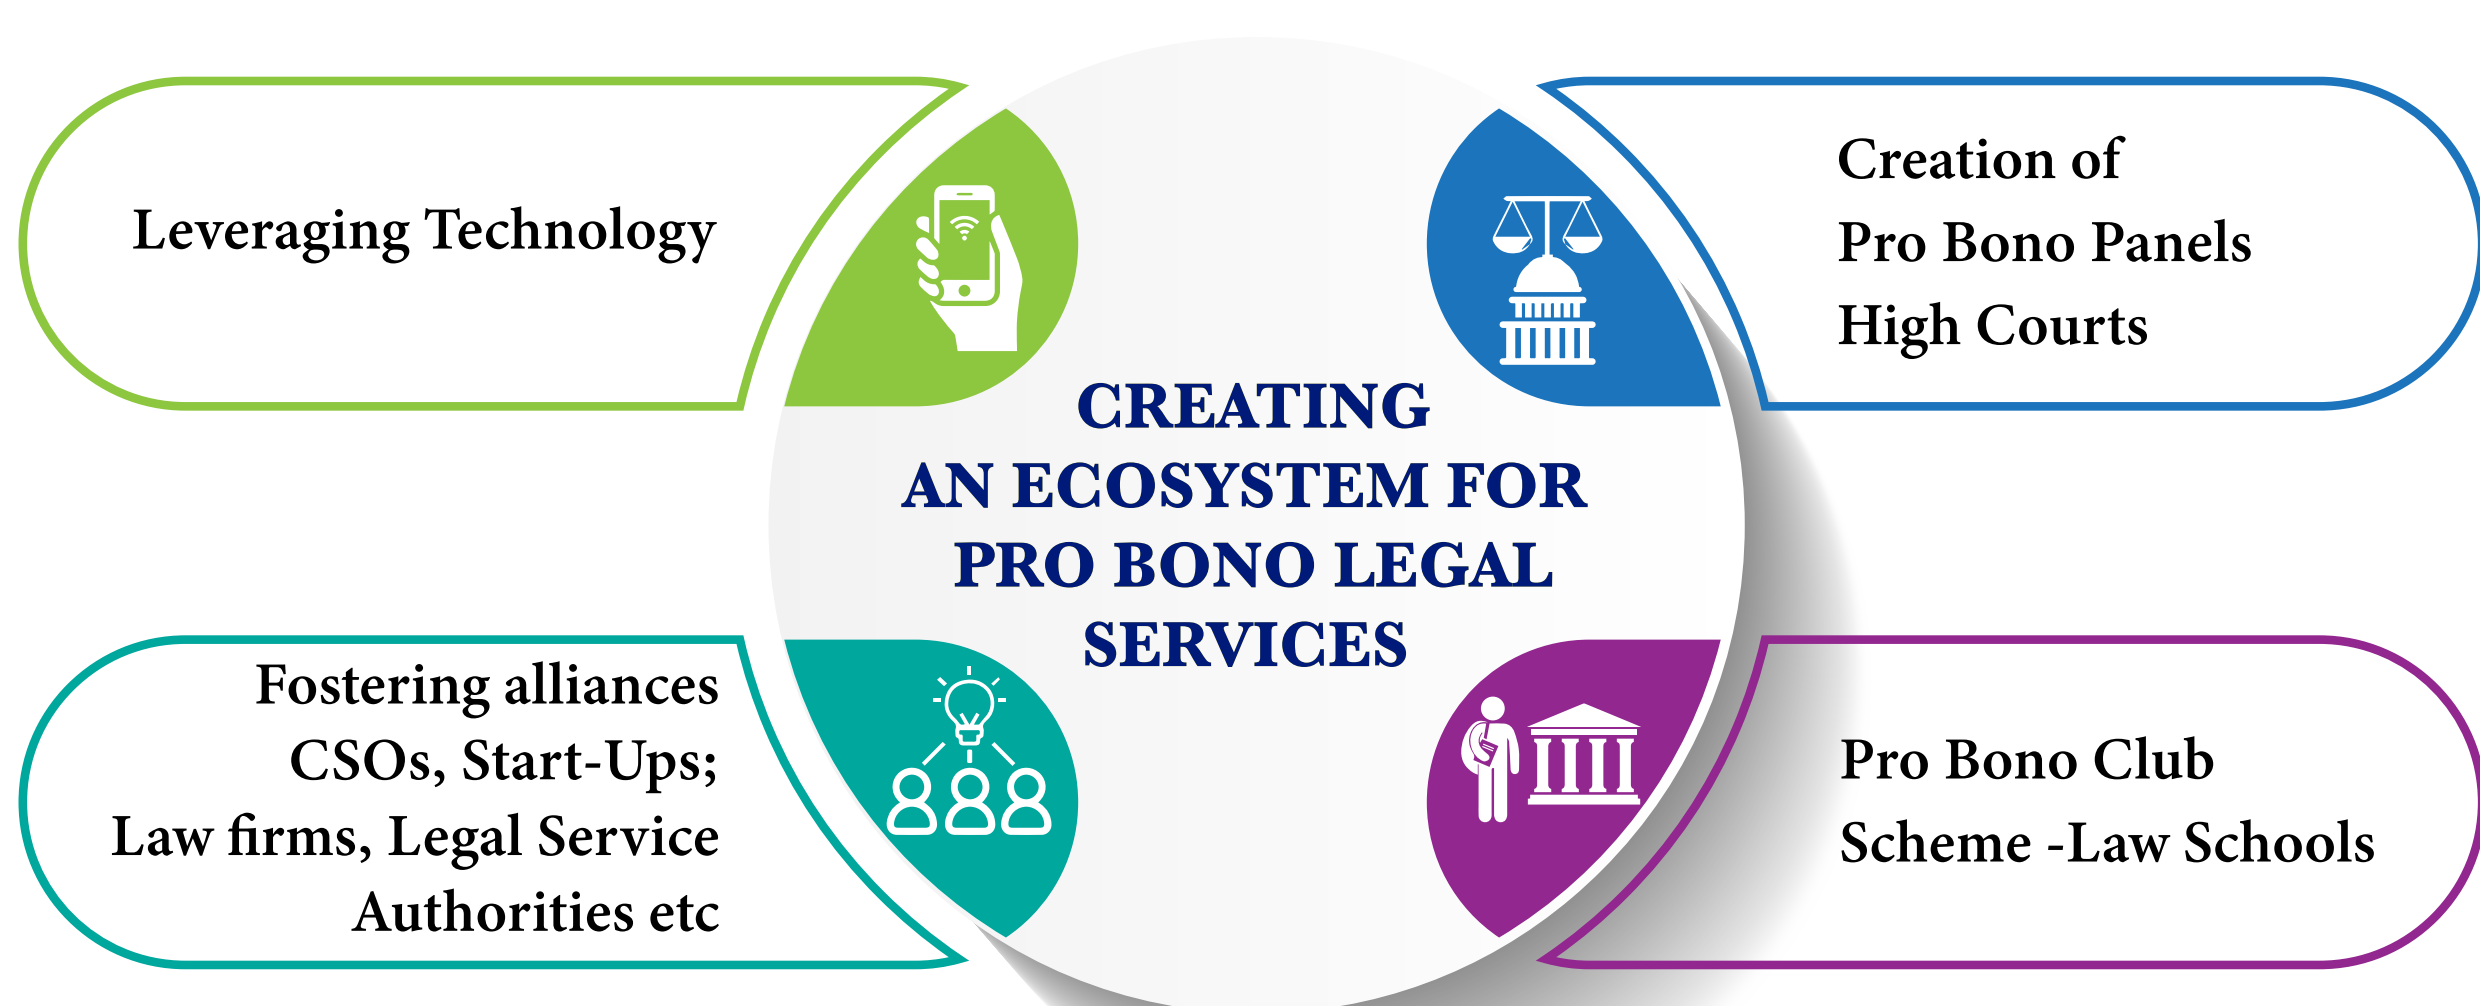 Leveraging Technology
Creation of
Pro Bono Panels
High Courts
CREATING
AN ECOSYSTEM FOR
PRO BONO LEGAL
SERVICES
Fostering alliances
CSOs, Start-Ups;
Law firms, Legal Service
Authorities etc
Pro Bono Club
Scheme -Law Schools